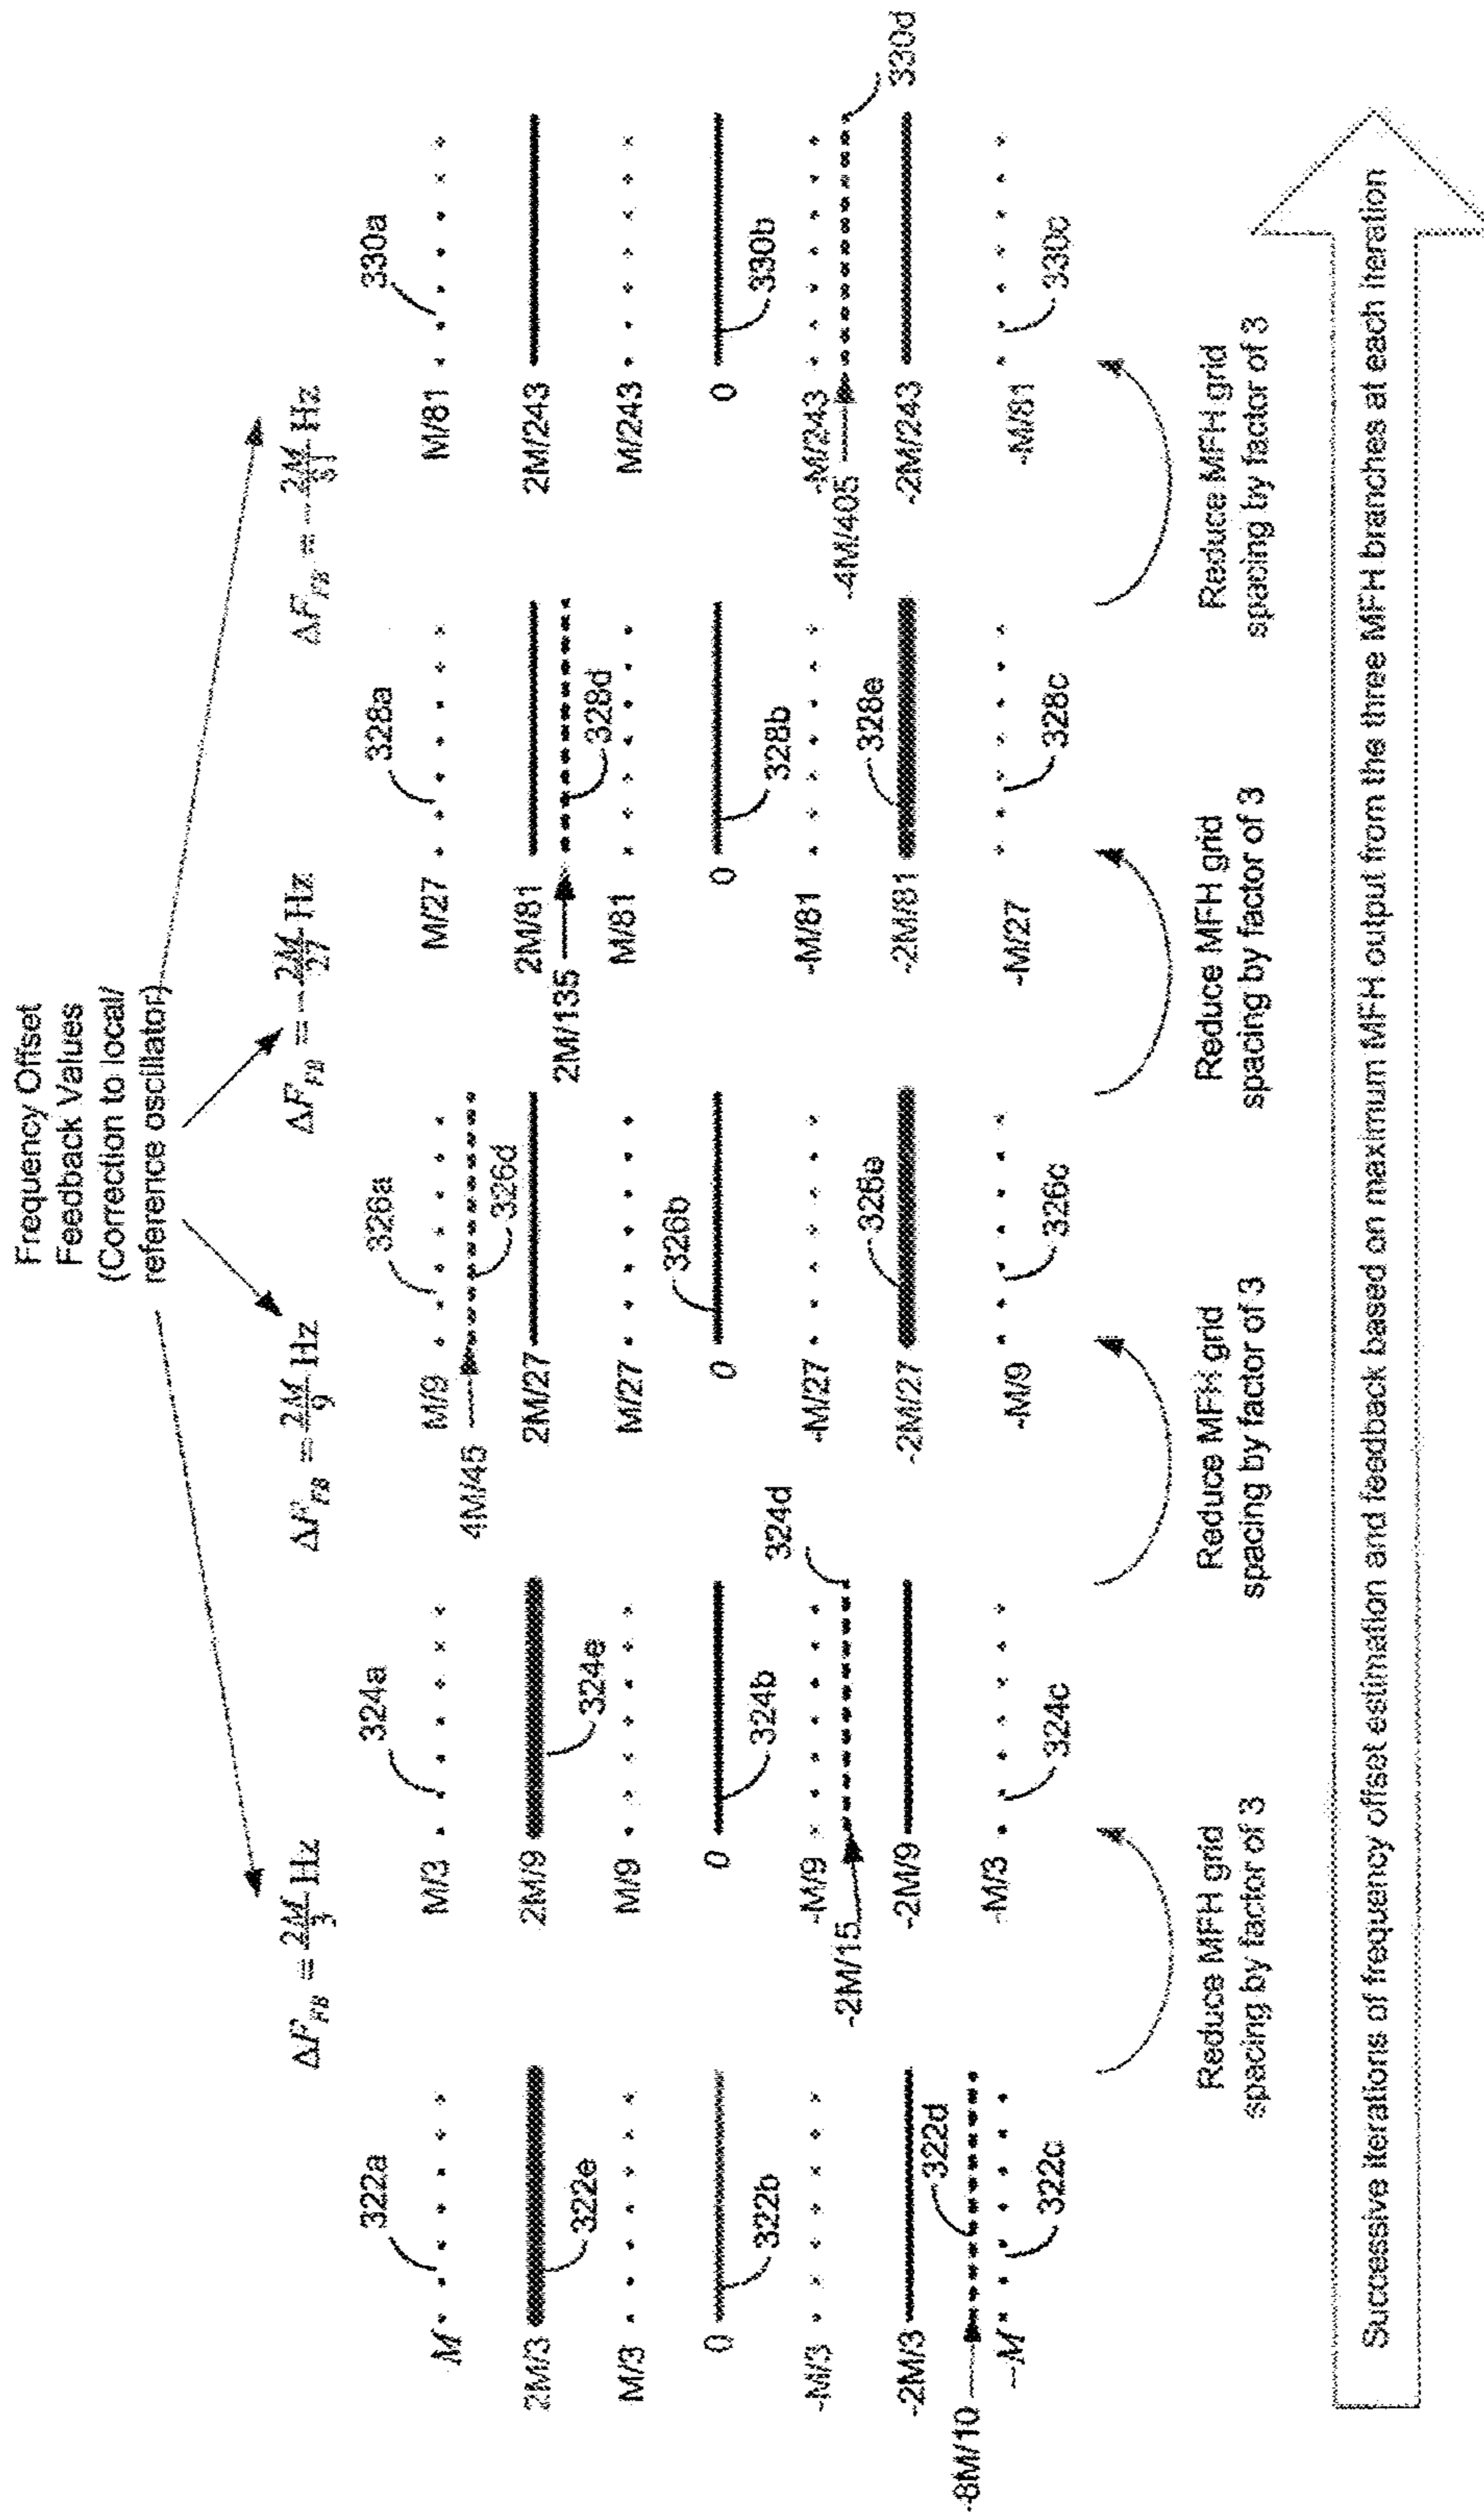 Frequency Offset
Feedback Values
(Correction to local/
reference oscillator)
ΔF_FB = 2M/3 Hz
ΔF_FB = 2M/9 Hz
ΔF_FB = -2M/27 Hz
ΔF_FB = -2M/81 Hz
M
322a
2M/3
322e
M/3
0
322b
-M/3
-2M/3
322d
-8M/10
-M
322c
M/3
324a
2M/9
324e
M/9
0
324b
-M/9
324d
-2M/15
-2M/9
-M/3
324c
M/9
326a
4M/45
326d
2M/27
M/27
0
326b
-M/27
326e
-2M/27
-M/9
326c
M/27
328a
2M/81
2M/135
328d
M/81
0
328b
-M/81
328e
-2M/81
-M/27
328c
M/81
330a
2M/243
M/243
0
330b
-M/243
-4M/405
330d
-2M/243
-M/81
330c
Reduce MFH grid
spacing by factor of 3
Reduce MFH grid
spacing by factor of 3
Reduce MFH grid
spacing by factor of 3
Reduce MFH grid
spacing by factor of 3
Successive iterations of frequency offset estimation and feedback based on maximum MFH output from the three MFH branches at each iteration